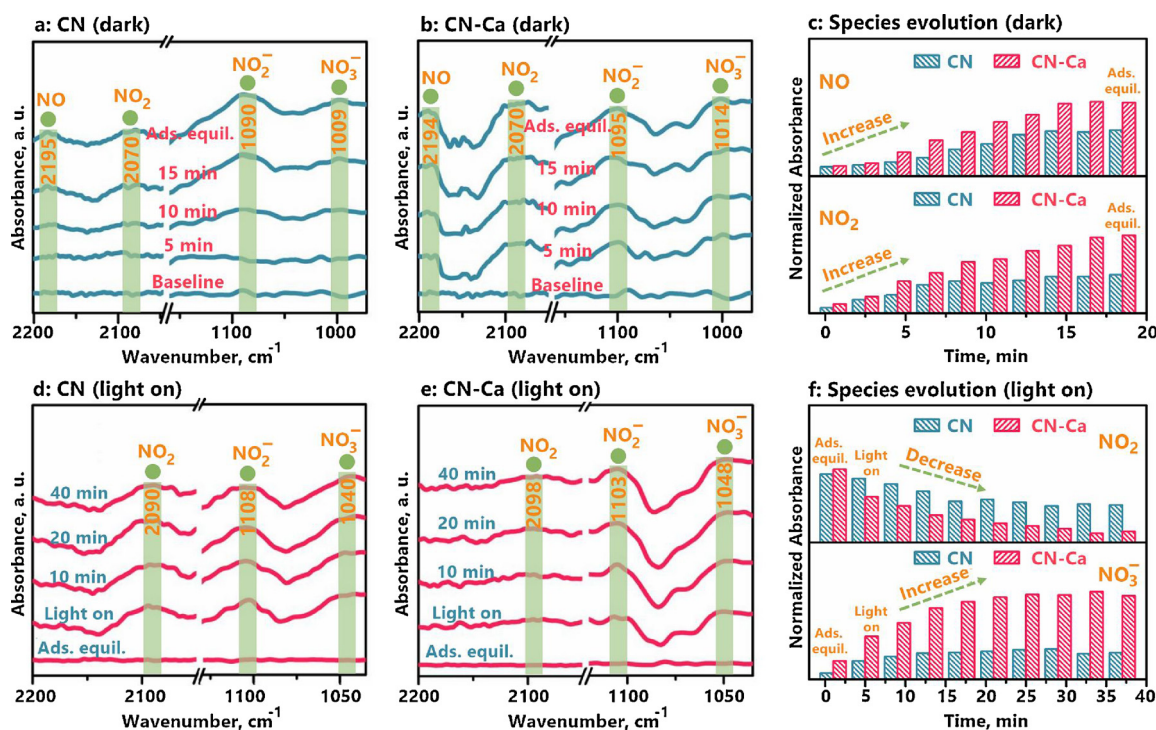 a: CN (dark)
NO
NO2
NO2−
NO3−
2195
2070
1090
1009
Ads. equil.
15 min
10 min
5 min
Baseline
Absorbance, a. u.
2200
2100
1100
1000
Wavenumber, cm-1
b: CN-Ca (dark)
NO
NO2
NO2−
NO3−
2194
2070
1095
1014
Ads. equil.
15 min
10 min
5 min
Baseline
Absorbance, a. u.
2200
2100
1100
1000
Wavenumber, cm-1
c: Species evolution (dark)
NO
CN
CN-Ca
Ads.
equil.
Increase
NO2
CN
CN-Ca
Ads.
equil.
Increase
Normalized Absorbance
0
5
10
15
20
Time, min
d: CN (light on)
NO2
NO2−
NO3−
2090
1108
1040
40 min
20 min
10 min
Light on
Ads. equil.
Absorbance, a. u.
2200
2100
1100
1050
Wavenumber, cm-1
e: CN-Ca (light on)
NO2
NO2−
NO3−
2098
1103
1048
40 min
20 min
10 min
Light on
Ads. equil.
Absorbance, a. u.
2200
2100
1100
1050
Wavenumber, cm-1
f: Species evolution (light on)
CN
CN-Ca
NO2
Ads.
equil.
Light
on
Decrease
CN
CN-Ca
NO3−
Ads.
equil.
Light
on
Increase
Normalized Absorbance
0
5
10
15
20
25
30
35
40
Time, min